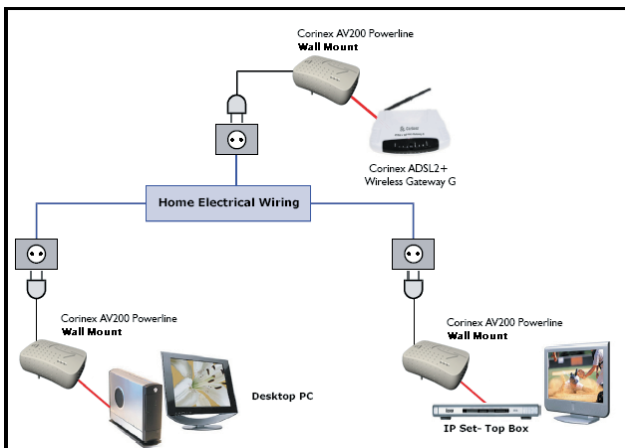 Corinex AV200 Powerline
Wall Mount
Corinex ADSL2+
Wireless Gateway G
Home Electrical Wiring
Corinex AV200 Powerline
Wall Mount
Desktop PC
Corinex AV200 Powerline
Wall Mount
IP Set- Top Box